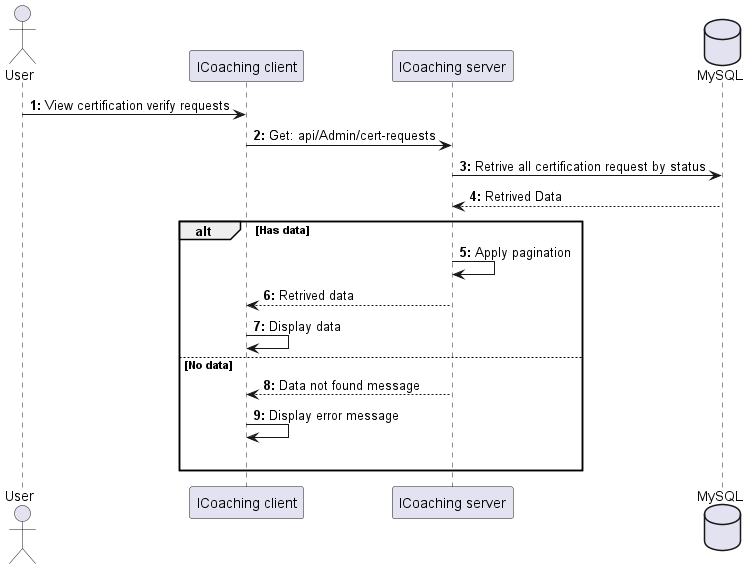 User
ICoaching client
ICoaching server
MySQL
1: View certification verify requests
2: Get: api/Admin/cert-requests
3: Retrive all certification request by status
4: Retrived Data
alt [Has data]
5: Apply pagination
6: Retrived data
7: Display data
[No data]
8: Data not found message
9: Display error message
User
ICoaching client
ICoaching server
MySQL